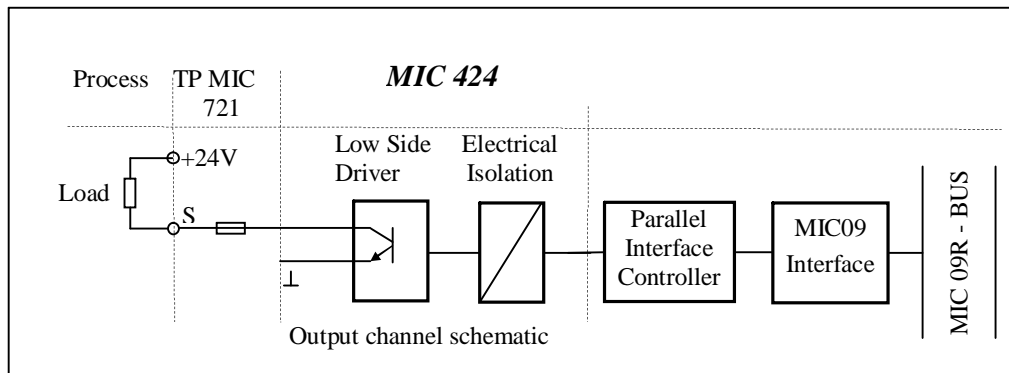 Process
TP MIC
721
MIC 424
Low Side
Driver
Electrical
Isolation
+24V
Load
S
Parallel
Interface
Controller
MIC09
Interface
MIC 09R - BUS
Output channel schematic